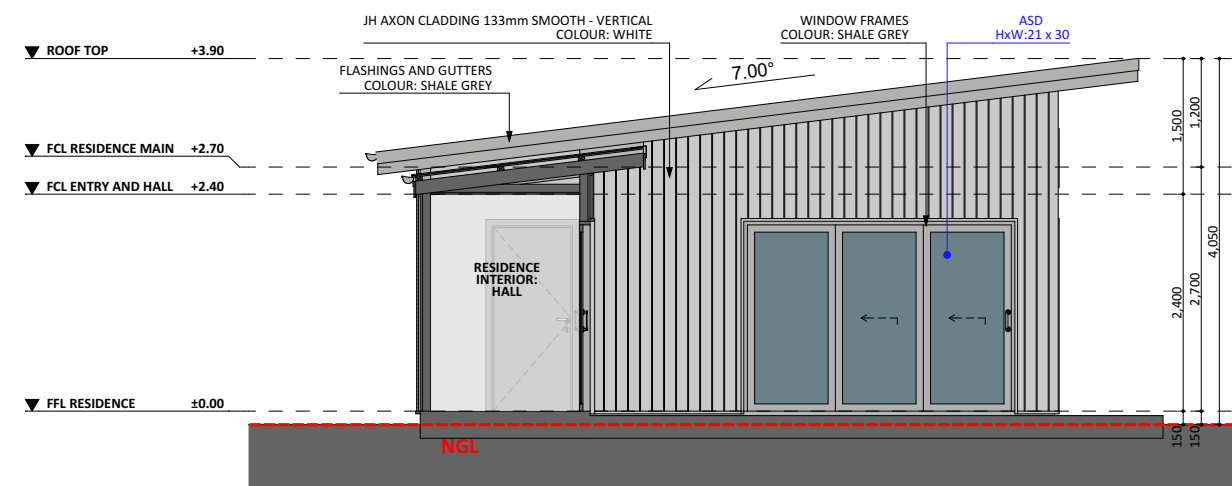 JH AXON CLADDING 133mm SMOOTH - VERTICAL
COLOUR: WHITE
WINDOW FRAMES
COLOUR: SHALE GREY
ASD
HxW:21 x 30
ROOF TOP +3.90
FLASHINGS AND GUTTERS
COLOUR: SHALE GREY
7.00°
1,500
1,200
FCL RESIDENCE MAIN +2.70
FCL ENTRY AND HALL +2.40
4,050
RESIDENCE
INTERIOR:
HALL
2,400
2,700
FFL RESIDENCE ±0.00
NGL
150
150